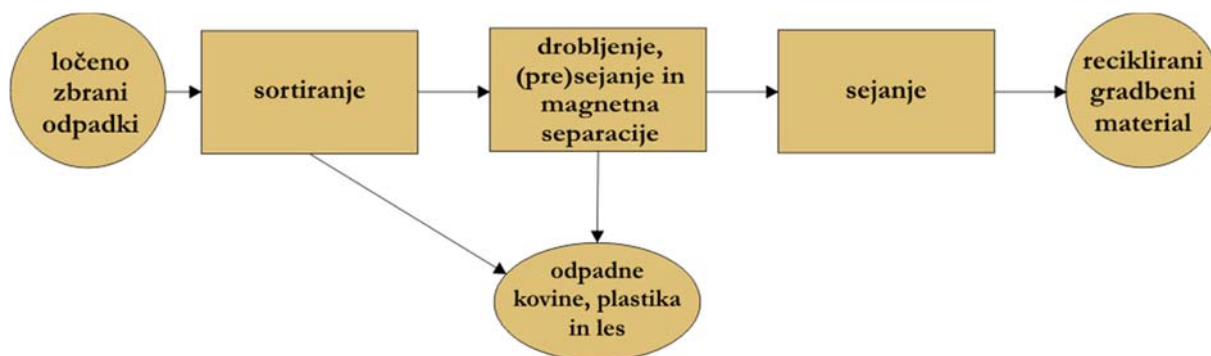 ločeno
zbrani
odpadki
sortiranje
drobljenje,
(pre)sejanje in
magnetna
separacije
sejanje
reciklirani
gradbeni
material
odpadne
kovine, plastika
in les